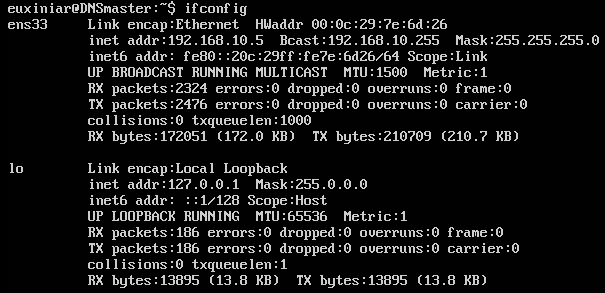 euxiniar@DNSmaster:~$ ifconfig
ens33     Link encap:Ethernet  HWaddr 00:0c:29:7e:6d:26
          inet addr:192.168.10.5  Bcast:192.168.10.255  Mask:255.255.255.0
          inet6 addr: fe80::20c:29ff:fe7e:6d26/64 Scope:Link
          UP BROADCAST RUNNING MULTICAST  MTU:1500  Metric:1
          RX packets:2324 errors:0 dropped:0 overruns:0 frame:0
          TX packets:2476 errors:0 dropped:0 overruns:0 carrier:0
          collisions:0 txqueuelen:1000
          RX bytes:172051 (172.0 KB)  TX bytes:210709 (210.7 KB)

lo        Link encap:Local Loopback
          inet addr:127.0.0.1  Mask:255.0.0.0
          inet6 addr: ::1/128 Scope:Host
          UP LOOPBACK RUNNING  MTU:65536  Metric:1
          RX packets:186 errors:0 dropped:0 overruns:0 frame:0
          TX packets:186 errors:0 dropped:0 overruns:0 carrier:0
          collisions:0 txqueuelen:1
          RX bytes:13895 (13.8 KB)  TX bytes:13895 (13.8 KB)